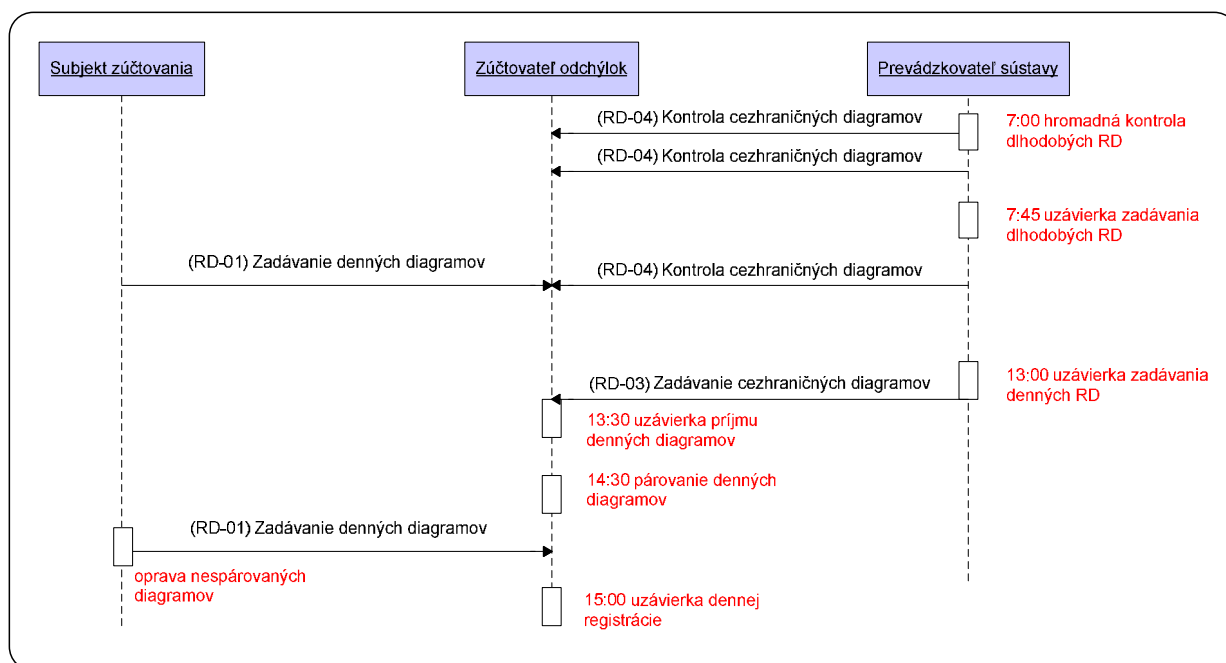 Subjekt zúčtovania
Zúčtovateľ odchýlok
Prevádzkovateľ sústavy
(RD-04) Kontrola cezhraničných diagramov
7:00 hromadná kontrola
dlhodobých RD
(RD-04) Kontrola cezhraničných diagramov
7:45 uzávierka zadávania
dlhodobých RD
(RD-01) Zadávanie denných diagramov
(RD-04) Kontrola cezhraničných diagramov
13:00 uzávierka zadávania
denných RD
(RD-03) Zadávanie cezhraničných diagramov
13:30 uzávierka príjmu
denných diagramov
14:30 párovanie denných
diagramov
(RD-01) Zadávanie denných diagramov
oprava nespárovaných
diagramov
15:00 uzávierka dennej
registrácie